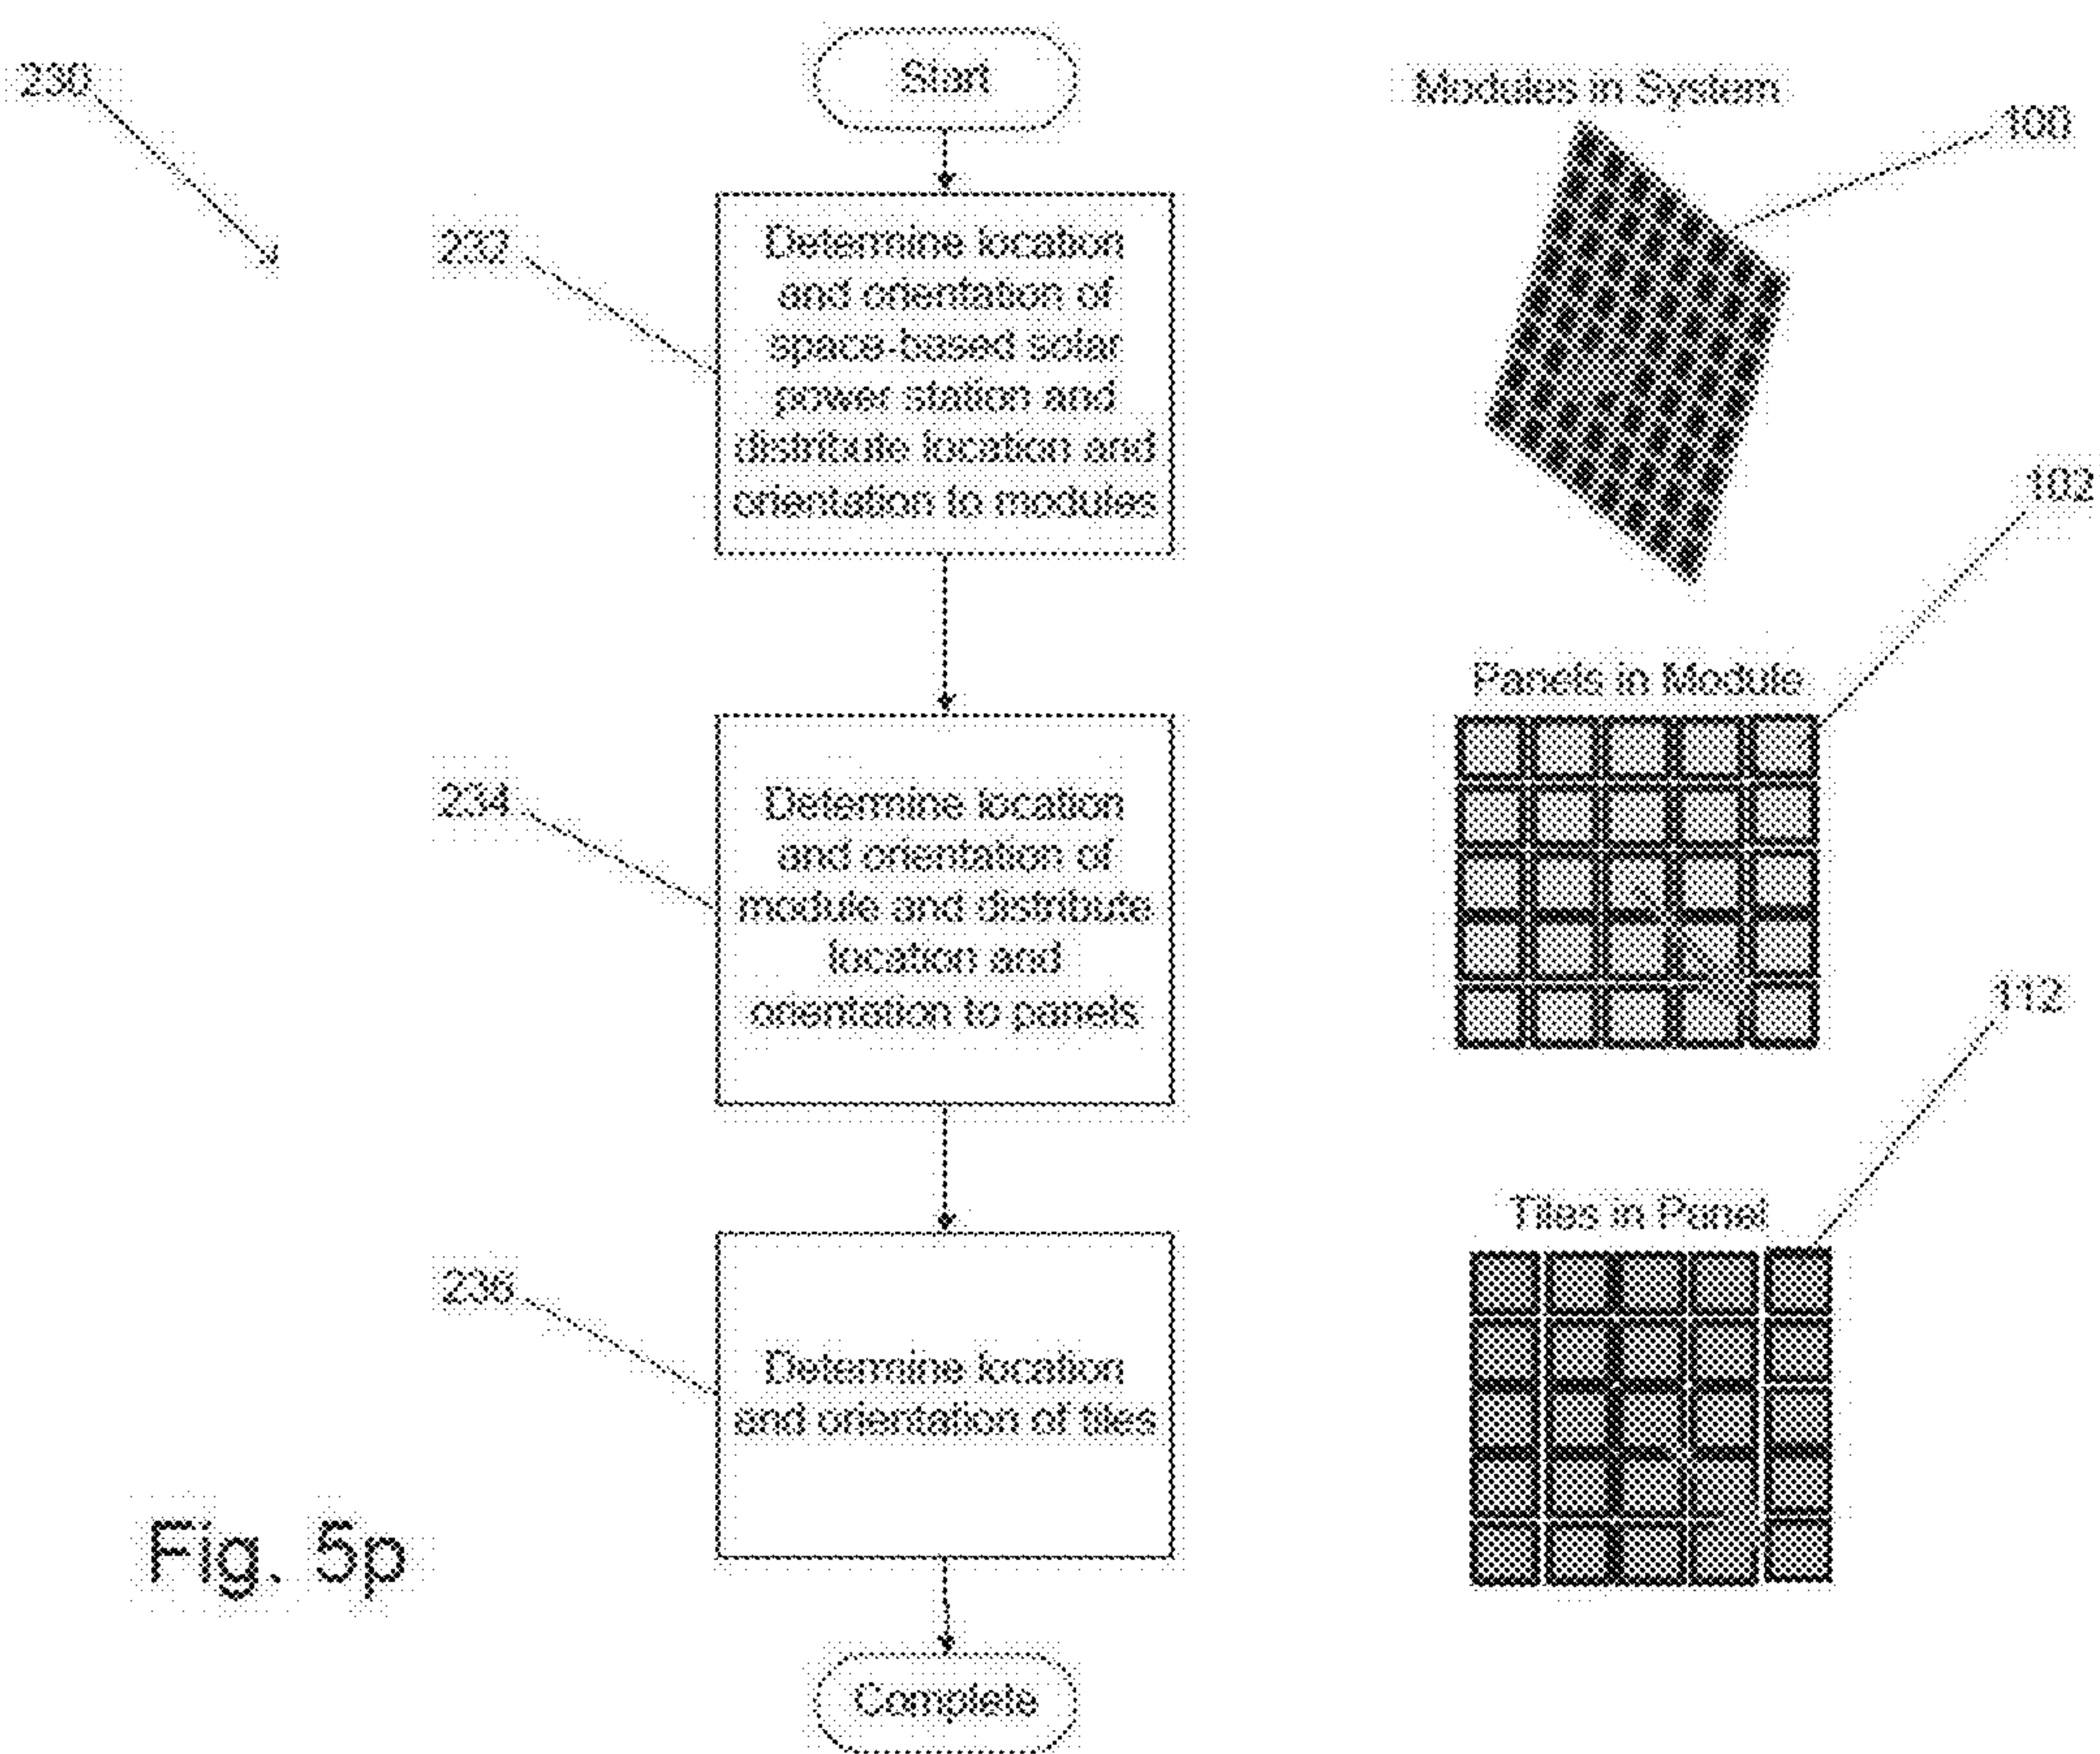 Start
230
Modules in System
100
232
Determine location
and orientation of
space-based solar
power station and
distribute location and
orientation to modules
102
Panels in Module
234
Determine location
and orientation of
module and distribute
location and
orientation to panels
112
Tiles in Panel
236
Determine location
and orientation of tiles
Fig. 5p
Complete